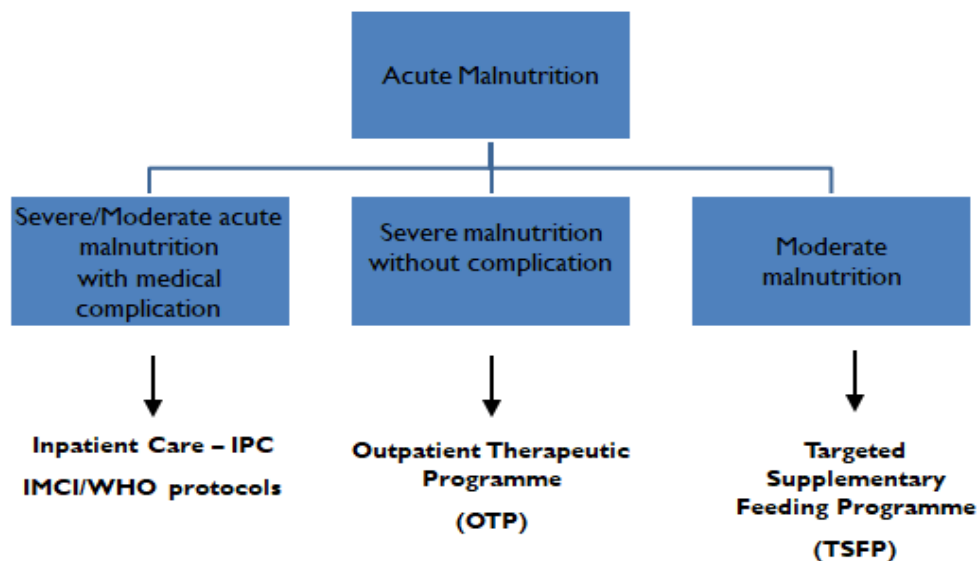 Acute Malnutrition
Severe/Moderate acute
malnutrition
with medical
complication
Severe malnutrition
without complication
Moderate
malnutrition
Inpatient Care – IPC
IMCI/WHO protocols
Outpatient Therapeutic
Programme
(OTP)
Targeted
Supplementary
Feeding Programme
(TSFP)